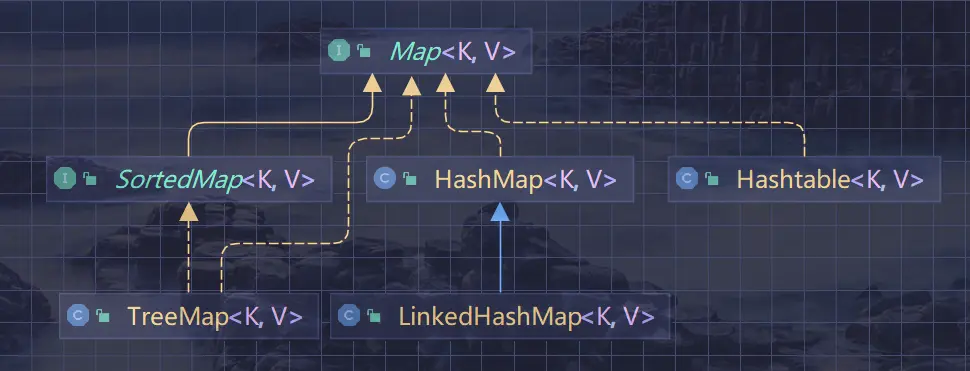 I Map<K, V>
I SortedMap<K, V>
C HashMap<K, V>
C Hashtable<K, V>
C TreeMap<K, V>
C LinkedHashMap<K, V>